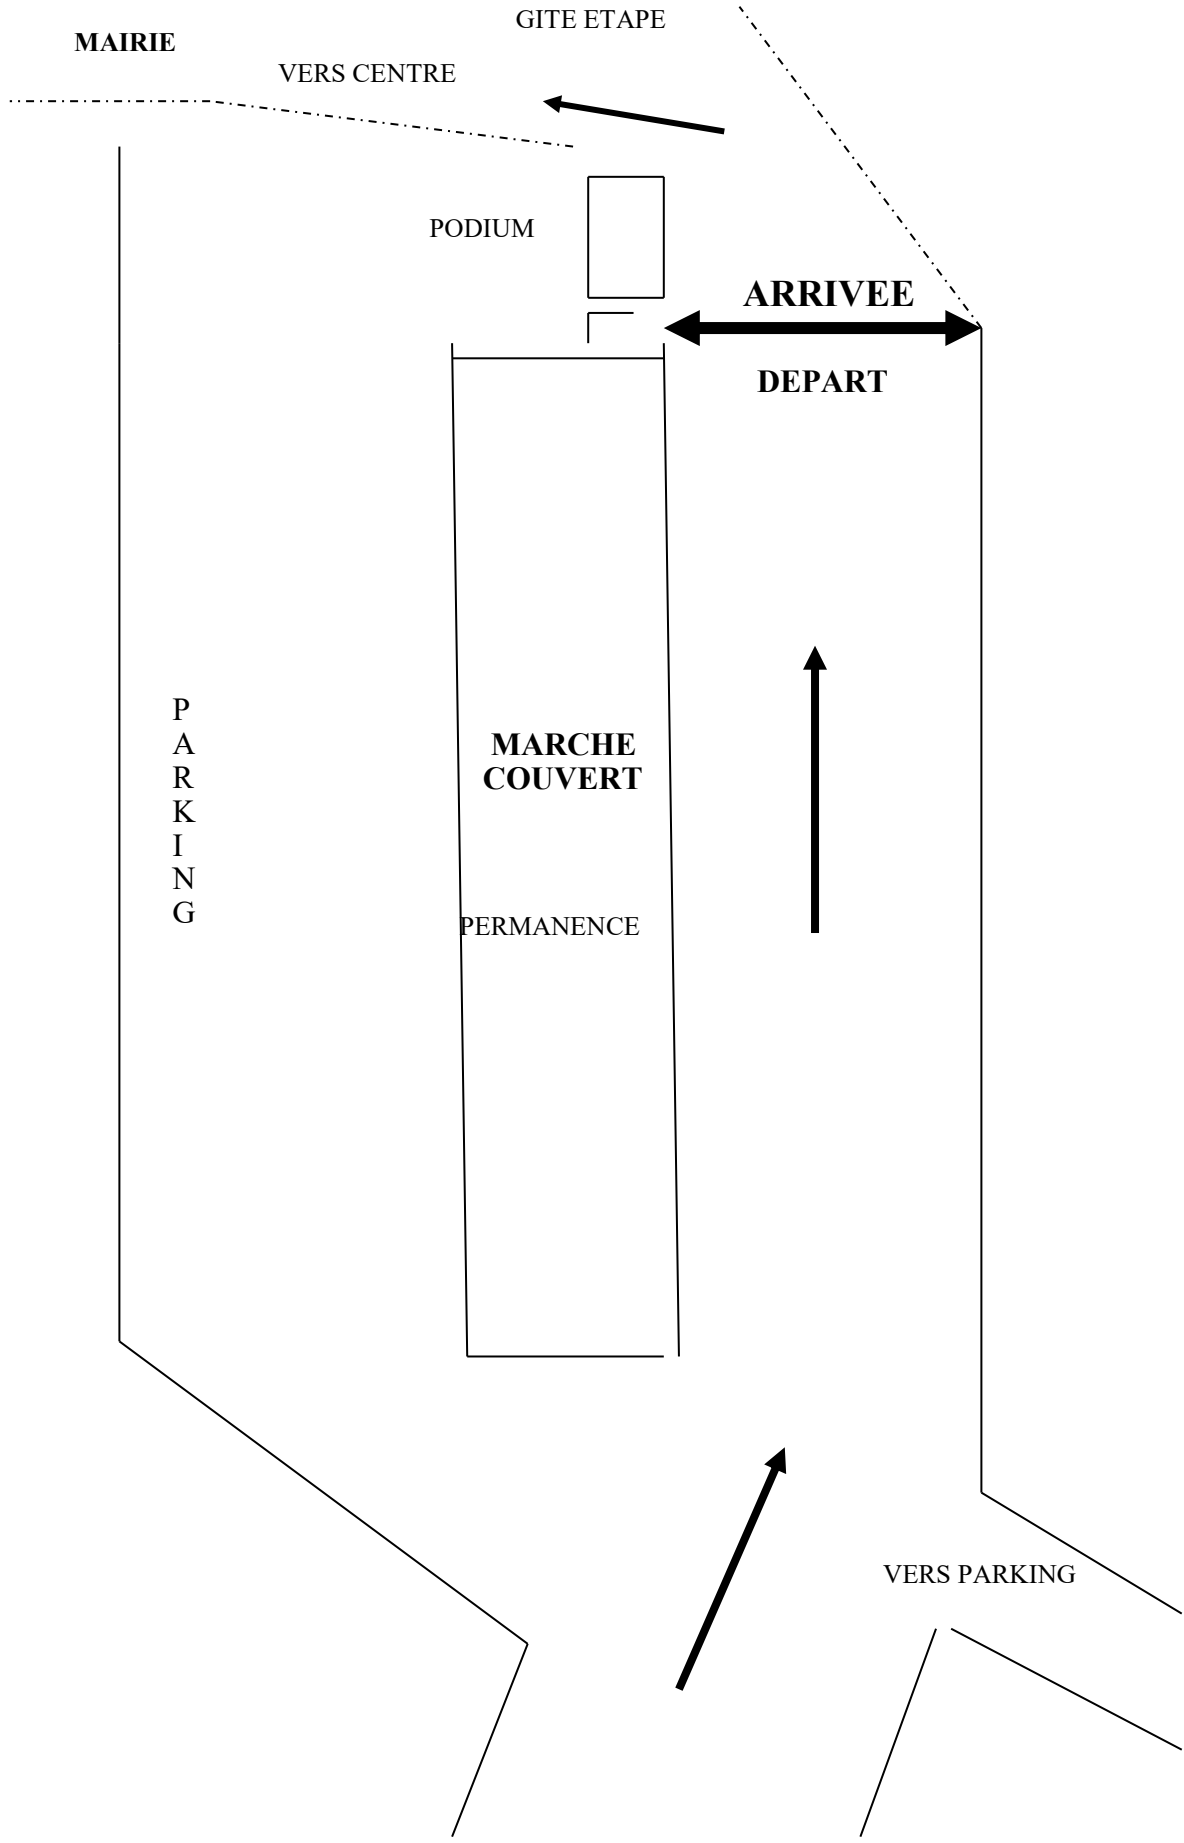 GITE ETAPE
MAIRIE
VERS CENTRE
PODIUM
ARRIVEE
DEPART
P
A
R
K
I
N
G
MARCHE
COUVERT
PERMANENCE
VERS PARKING